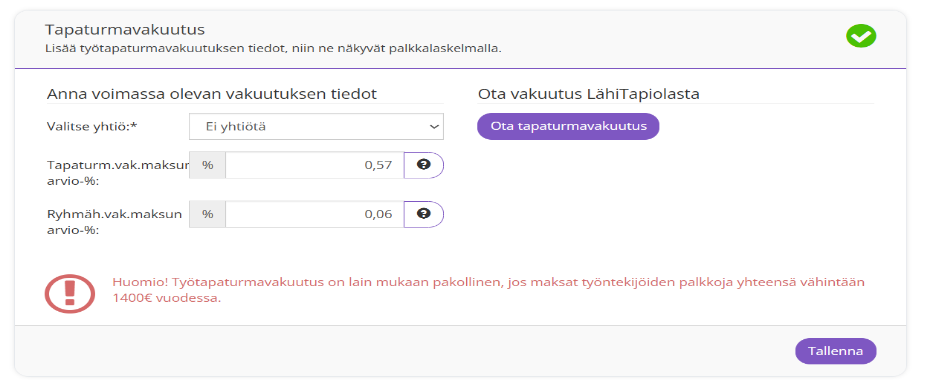 Tapaturmavakuutus
Lisää työtapaturmavakuutuksen tiedot, niin ne näkyvät palkkalaskelmalla.
Anna voimassa olevan vakuutuksen tiedot
Valitse yhtiö:*
Ei yhtiötä
Tapaturm.vak.maksun
arvio-%:
%
0,57
?
Ryhmäh.vak.maksun
arvio-%:
%
0,06
?
Ota vakuutus LähiTapiolasta
Ota tapaturmavakuutus
Huomio! Työtapaturmavakuutus on lain mukaan pakollinen, jos maksat työntekijöiden palkkoja yhteensä vähintään
1400€ vuodessa.
Tallenna